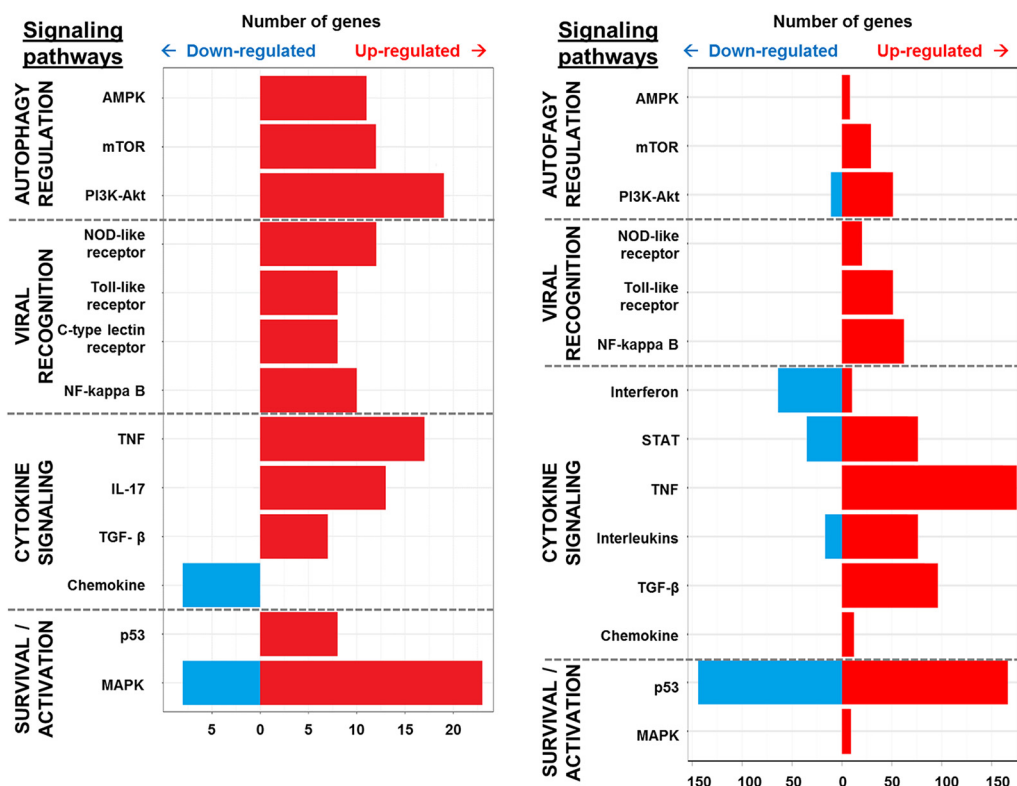 Signaling
pathways
Number of genes
← Down-regulated
Up-regulated →
AUTOPHAGY
REGULATION
AMPK
mTOR
PI3K-Akt
VIRAL
RECOGNITION
NOD-like
receptor
Toll-like
receptor
C-type lectin
receptor
NF-kappa B
CYTOKINE
SIGNALING
TNF
IL-17
TGF- β
Chemokine
SURVIVAL /
ACTIVATION
p53
MAPK
5 0 5 10 15 20
Signaling
pathways
Number of genes
← Down-regulated
Up-regulated →
AUTOFAGY
REGULATION
AMPK
mTOR
PI3K-Akt
VIRAL
RECOGNITION
NOD-like
receptor
Toll-like
receptor
NF-kappa B
CYTOKINE
SIGNALING
Interferon
STAT
TNF
Interleukins
TGF-β
Chemokine
SURVIVAL /
ACTIVATION
p53
MAPK
150 100 50 0 50 100 150